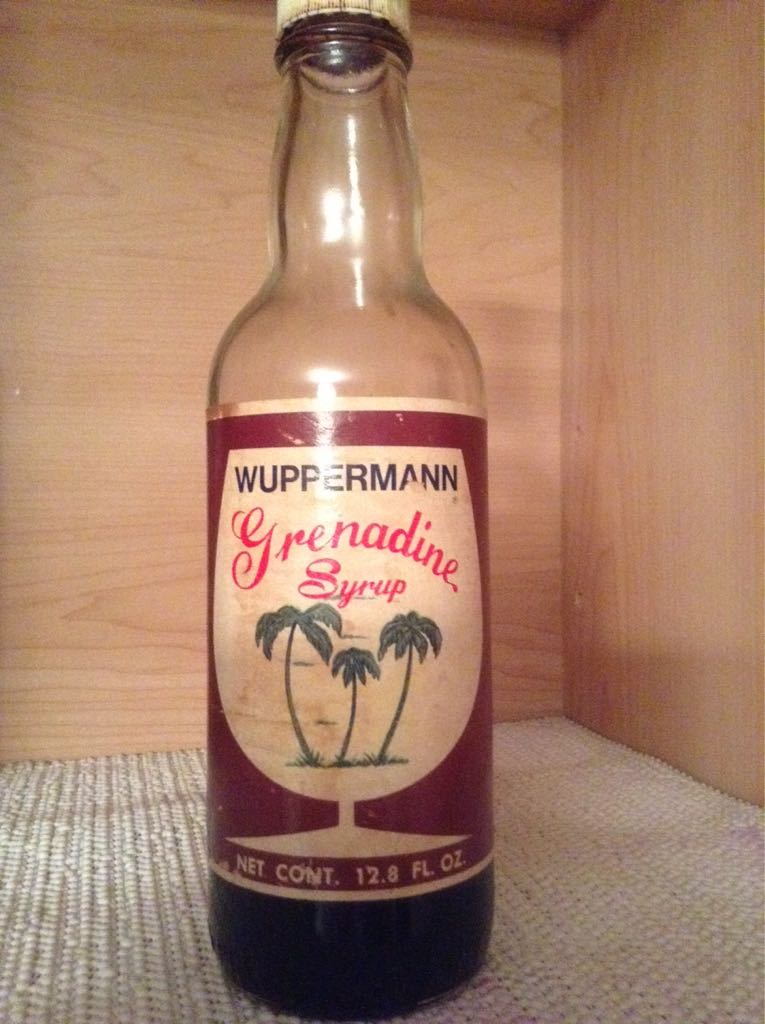 WUPPERMANN
Grenadine
Syrup
NET CONT. 12.8 FL. OZ.